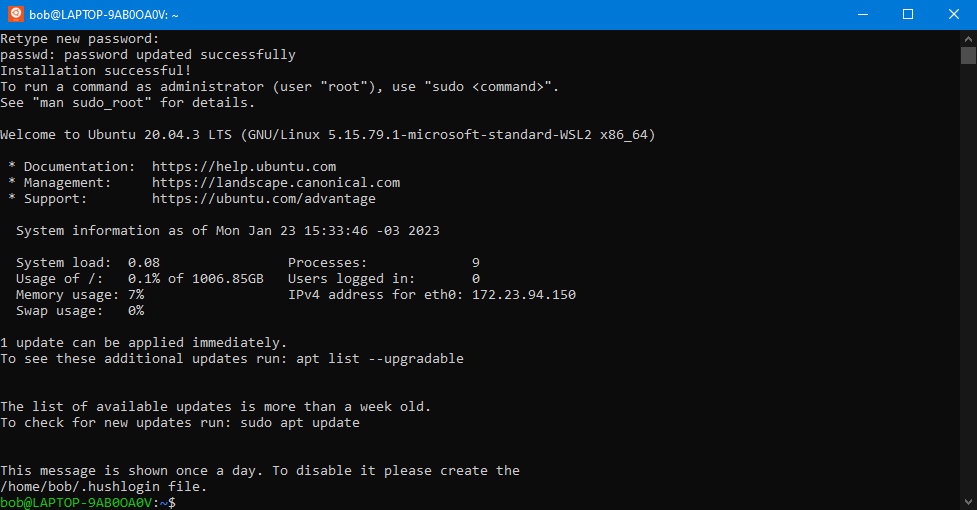 bob@LAPTOP-9AB0OA0V: ~
Retype new password:
passwd: password updated successfully
Installation successful!
To run a command as administrator (user "root"), use "sudo <command>".
See "man sudo_root" for details.

Welcome to Ubuntu 20.04.3 LTS (GNU/Linux 5.15.79.1-microsoft-standard-WSL2 x86_64)

 * Documentation:  https://help.ubuntu.com
 * Management:     https://landscape.canonical.com
 * Support:        https://ubuntu.com/advantage

  System information as of Mon Jan 23 15:33:46 -03 2023

  System load:  0.08                Processes:             9
  Usage of /:   0.1% of 1006.85GB   Users logged in:       0
  Memory usage: 7%                  IPv4 address for eth0: 172.23.94.150
  Swap usage:   0%

1 update can be applied immediately.
To see these additional updates run: apt list --upgradable


The list of available updates is more than a week old.
To check for new updates run: sudo apt update


This message is shown once a day. To disable it please create the
/home/bob/.hushlogin file.
bob@LAPTOP-9AB0OA0V:~$